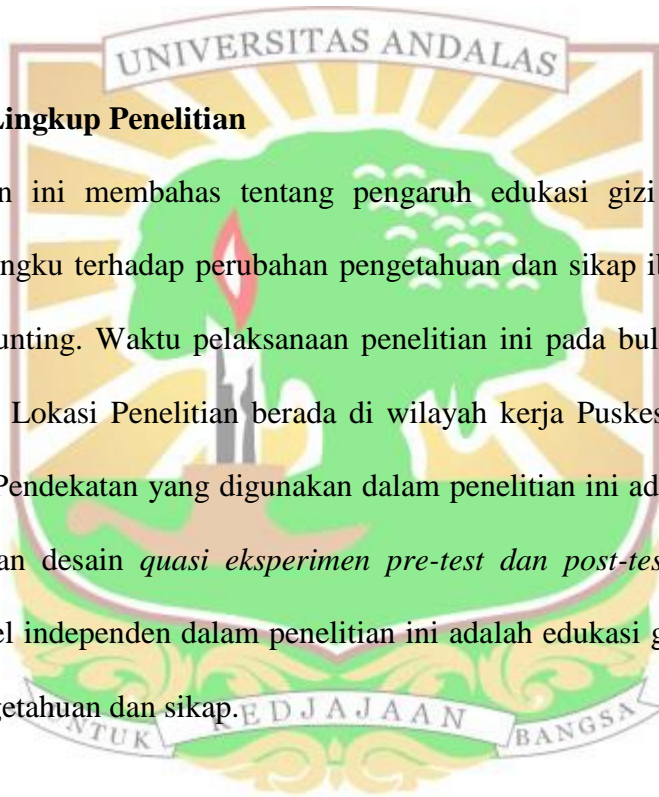 UNIVERSITAS ANDALAS
Lingkup Penelitian
n ini membahas tentang pengaruh edukasi gizi
ngku terhadap perubahan pengetahuan dan sikap ib
unting. Waktu pelaksanaan penelitian ini pada bul
Lokasi Penelitian berada di wilayah kerja Puskes
Pendekatan yang digunakan dalam penelitian ini ad
an desain quasi eksperimen pre-test dan post-tes
el independen dalam penelitian ini adalah edukasi g
getahuan dan sikap.
NTUK KEDJAJAAN BANGSA